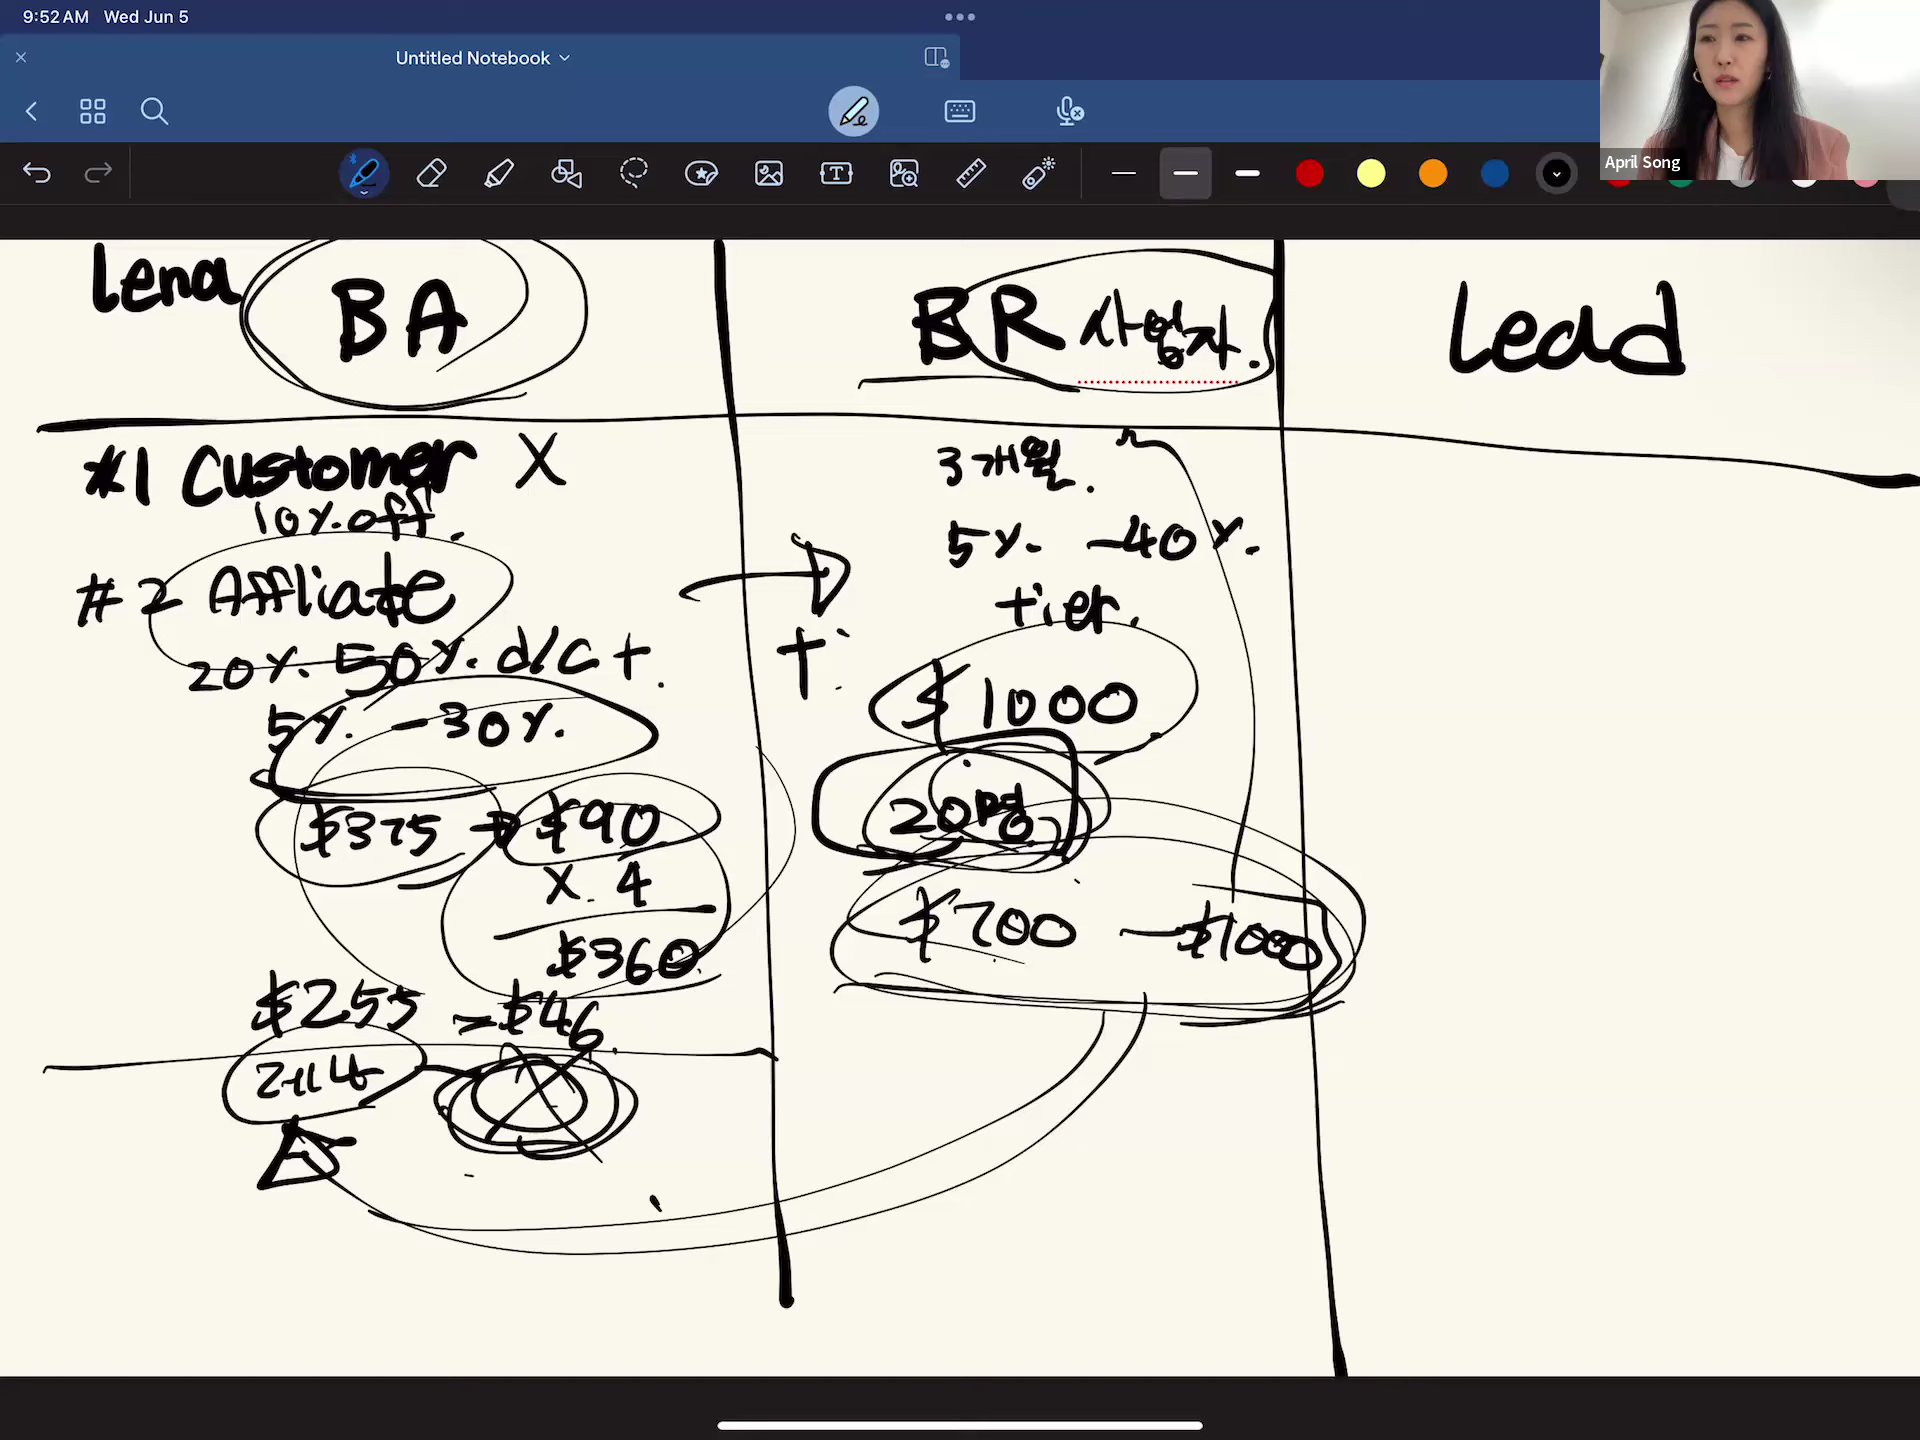 9:52 AM Wed Jun 5
Untitled Notebook
April Song
Lena BA
BR 사업자.
Lead
#1 Customer X
10%.off.
#2 Affliate
20%. 50%. d/c +.
5%. -30%.
$375 → $90
X 4
$360.
$255 = $46
3개월.
5%. -40%.
tier.
$1000
20명
$700 - $1000